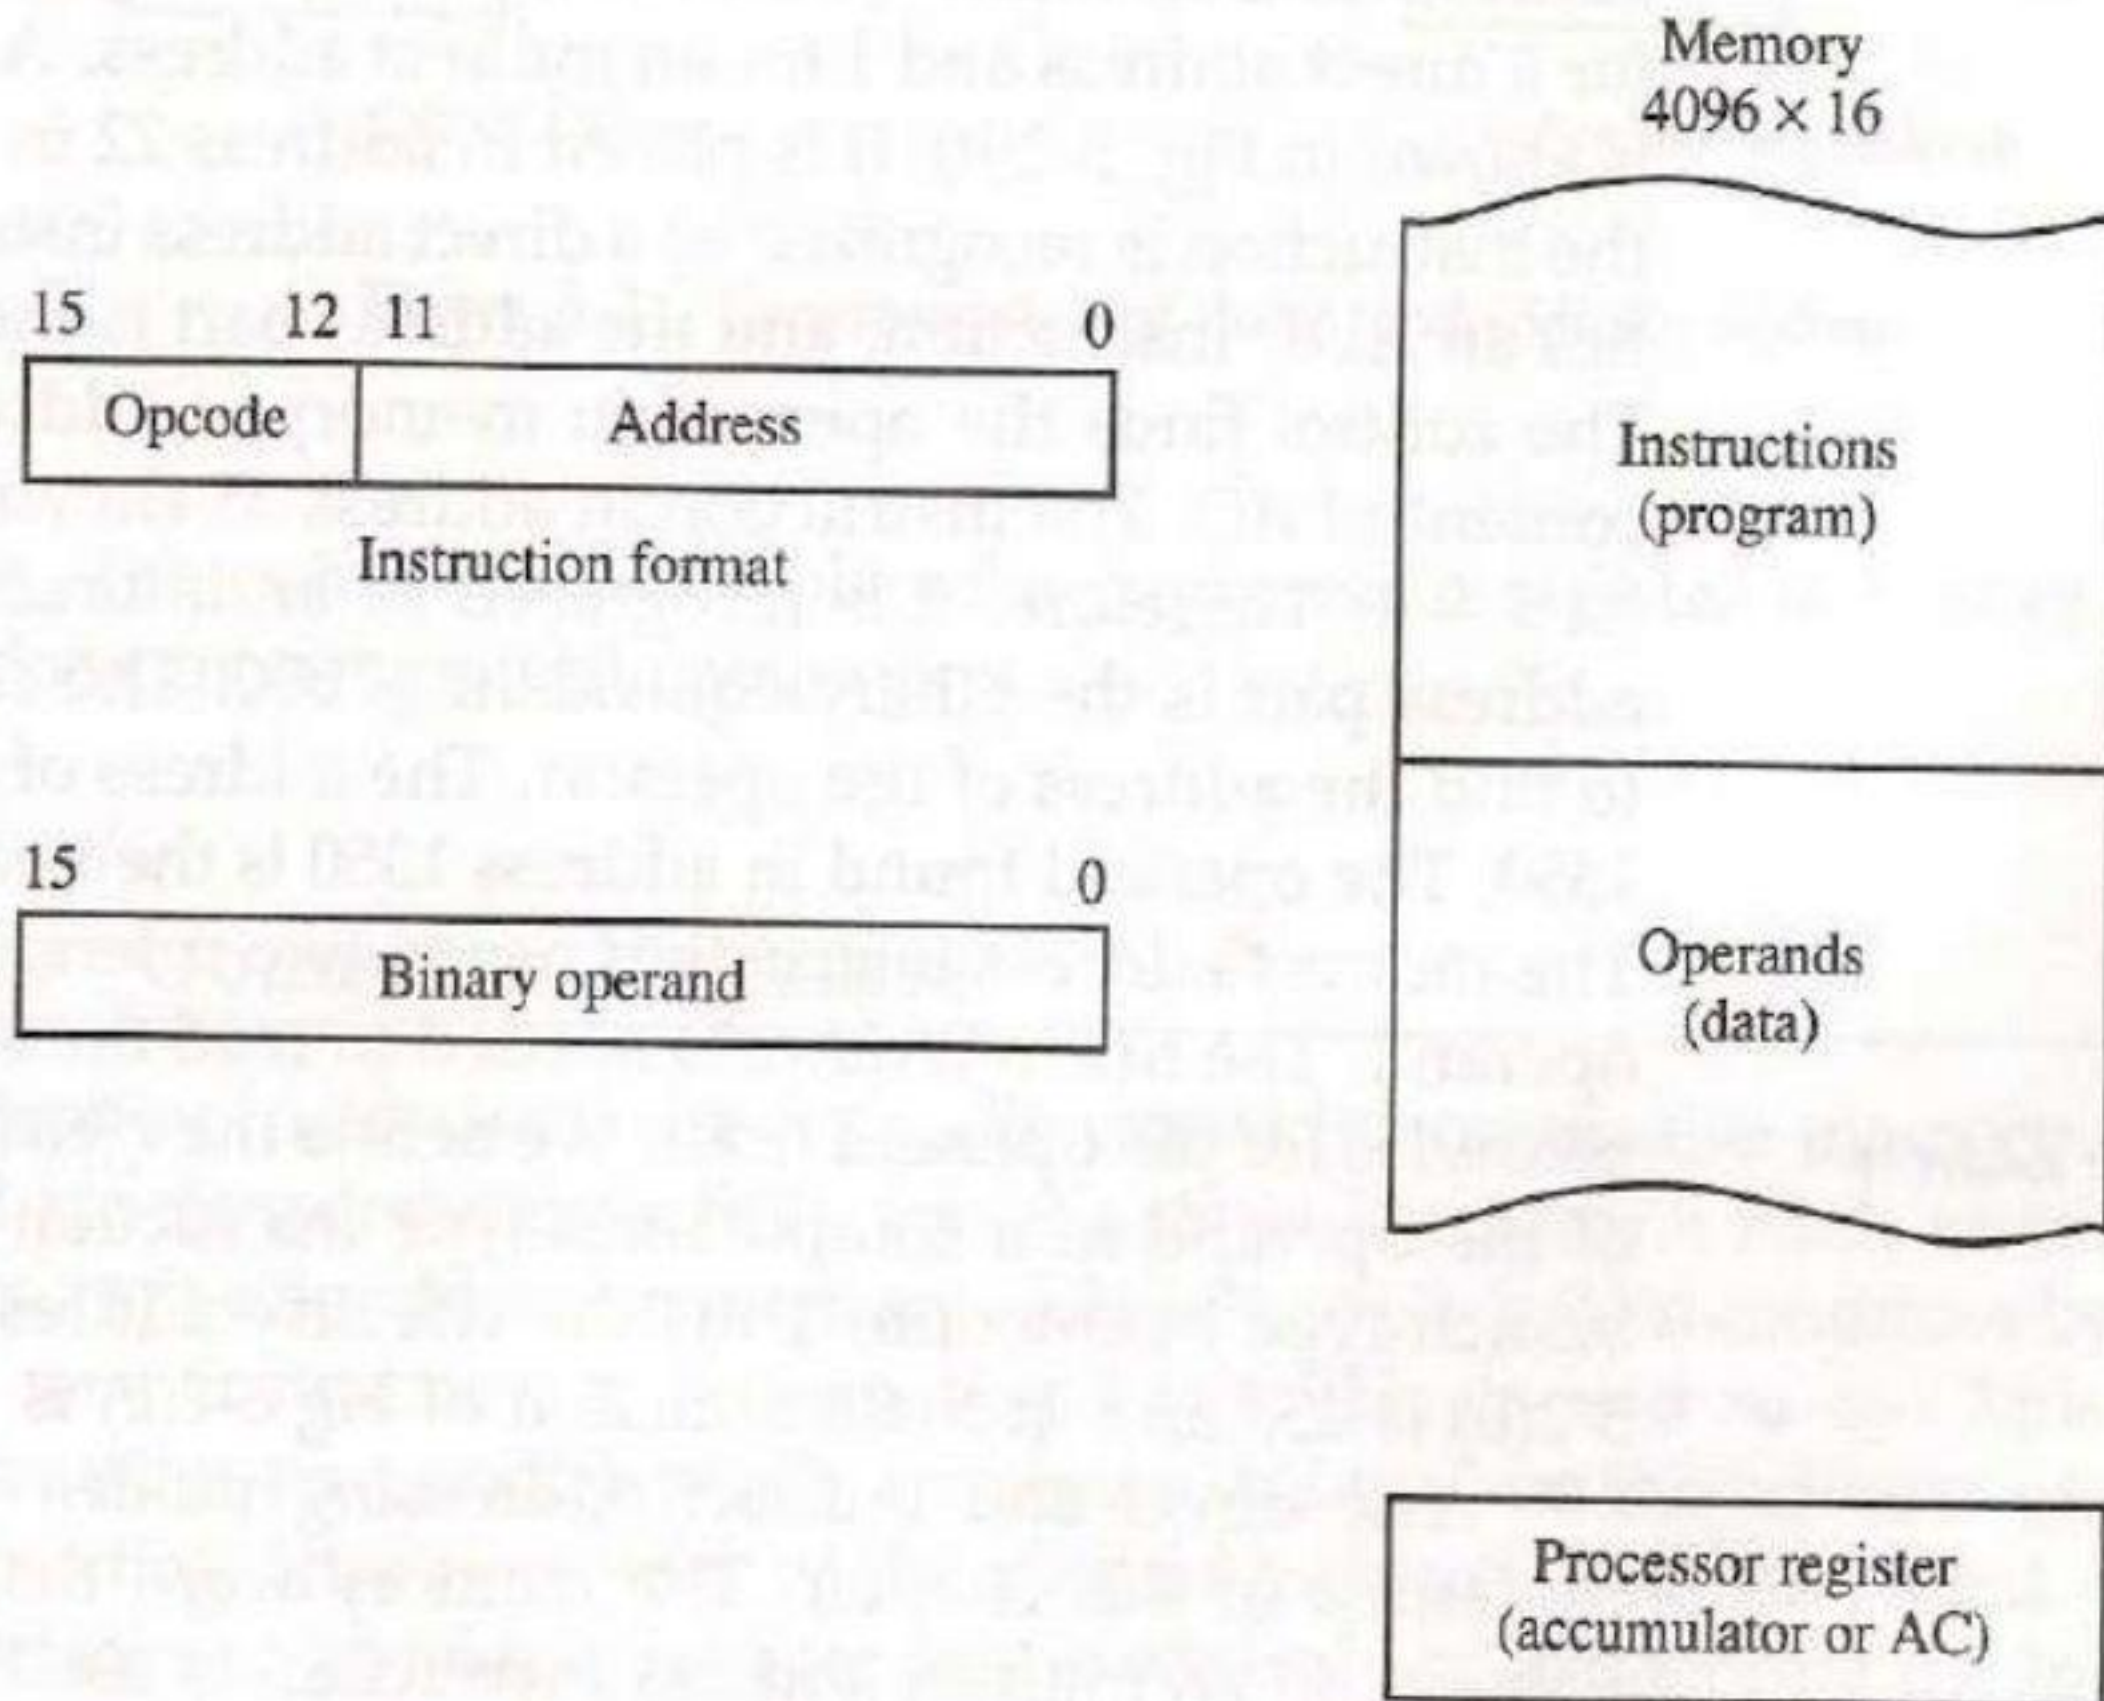 Memory
4096 × 16
15 12 11 0
Opcode Address
Instruction format
Instructions
(program)
15 0
Binary operand
Operands
(data)
Processor register
(accumulator or AC)